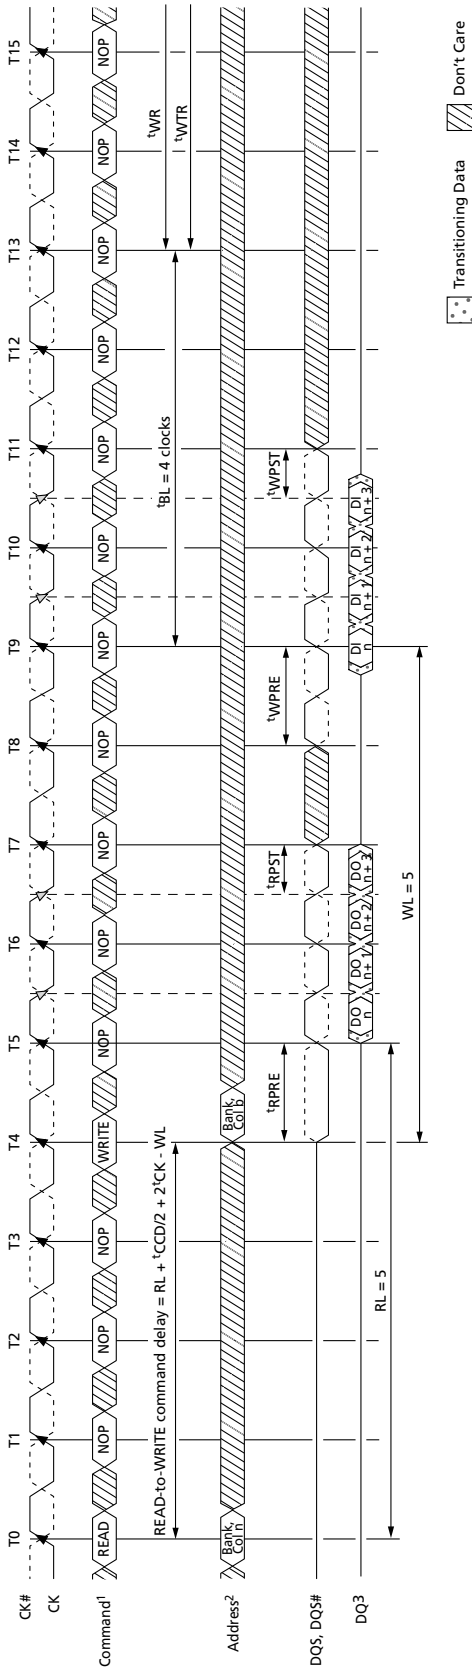 T0 T1 T2 T3 T4 T5 T6 T7 T8 T9 T10 T11 T12 T13 T14 T15
CK#
CK
Command1 READ NOP NOP NOP WRITE NOP NOP NOP NOP NOP NOP NOP NOP NOP NOP NOP
READ-to-WRITE command delay = RL + tCCD/2 + 2tCK - WL
tBL = 4 clocks
tWR
tWTR
Address2 Bank, Col n Bank, Col b
tRPRE tRPST tWPRE tWPST
DQS, DQS#
DQ3 DO n DO n + 1 DO n + 2 DO n + 3 DI n DI n + 1 DI n + 2 DI n + 3
WL = 5
RL = 5
Transitioning Data Don't Care